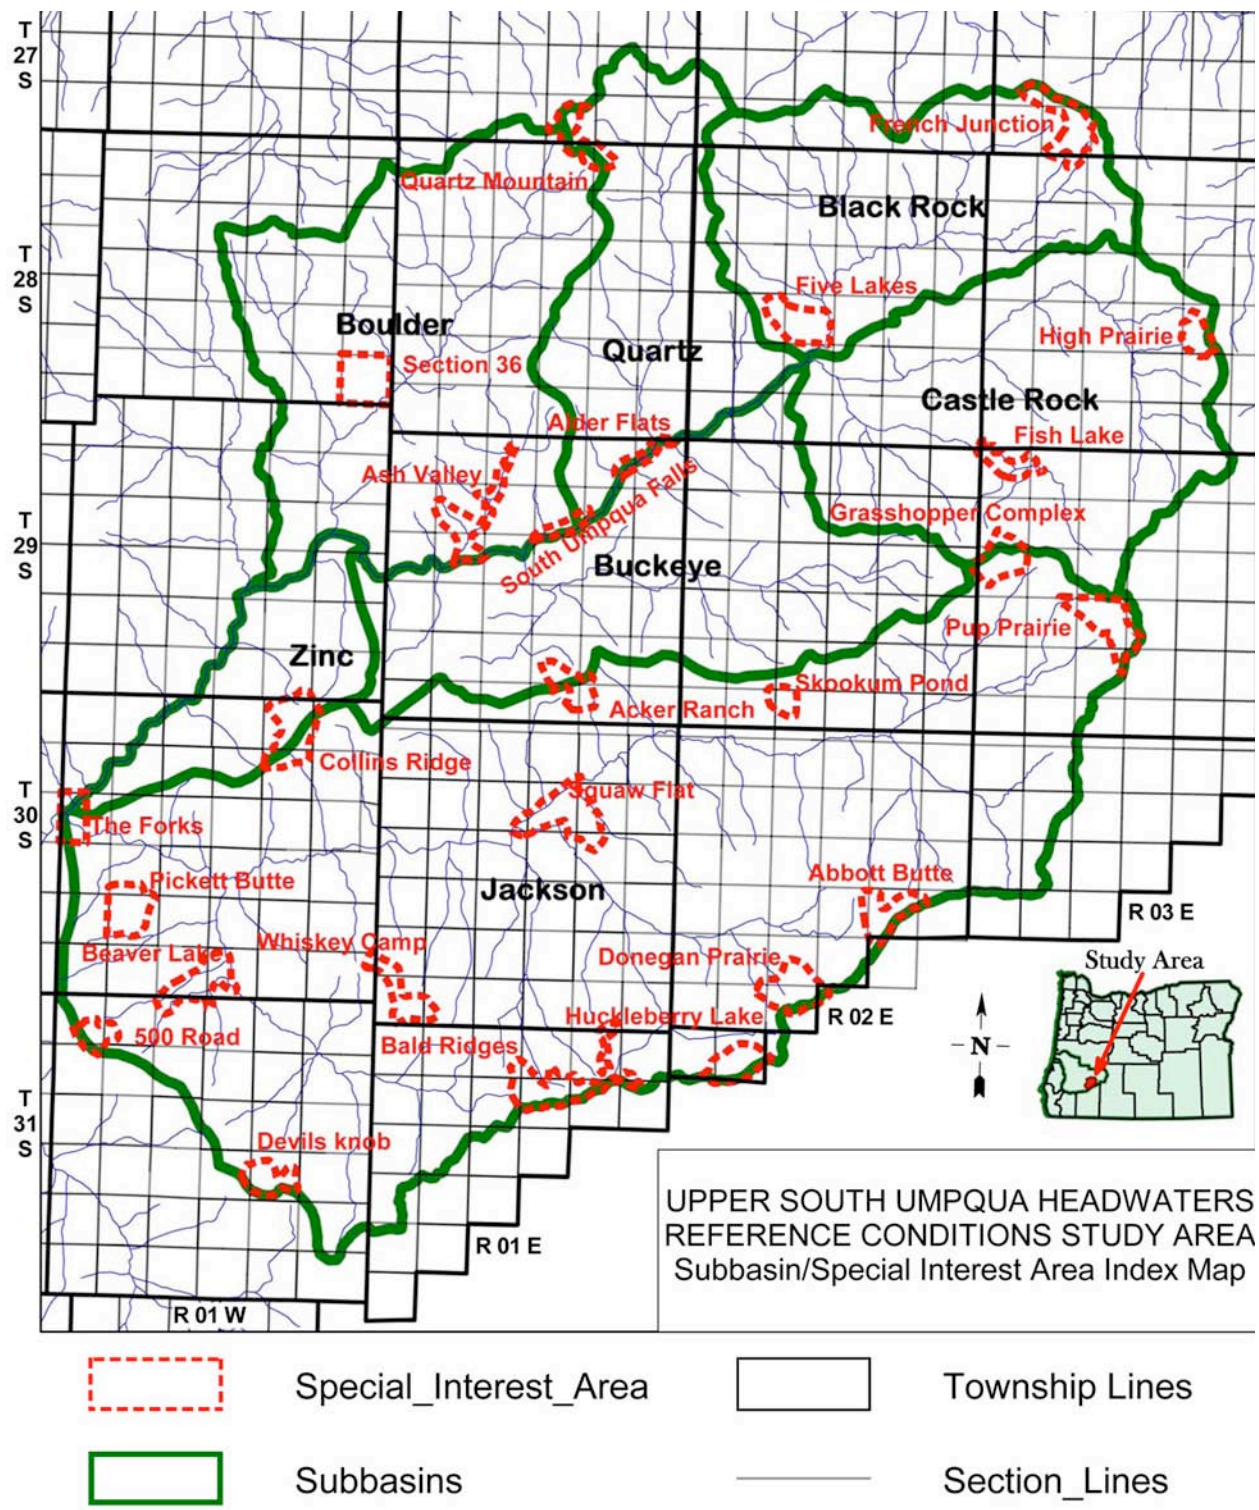 T
27
S
French Junction
Quartz Mountain
Black Rock
T
28
S
Five Lakes
Boulder
High Prairie
Quartz
Section 36
Castle Rock
Alder Flats
Fish Lake
Ash Valley
South Umpqua Falls
Grasshopper Complex
T
29
S
Buckeye
Pup Prairie
Zinc
Skookum Pond
Acker Ranch
Collins Ridge
T
30
S
Squaw Flat
The Forks
Abbott Butte
Pickett Butte
Jackson
R 03 E
Whiskey Camp
Beaver Lake
Donegan Prairie
Study Area
Huckleberry Lake
R 02 E
500 Road
Bald Ridges
N
T
31
S
Devils knob
R 01 E
R 01 W
UPPER SOUTH UMPQUA HEADWATERS
REFERENCE CONDITIONS STUDY AREA
Subbasin/Special Interest Area Index Map
Special_Interest_Area
Township Lines
Subbasins
Section_Lines